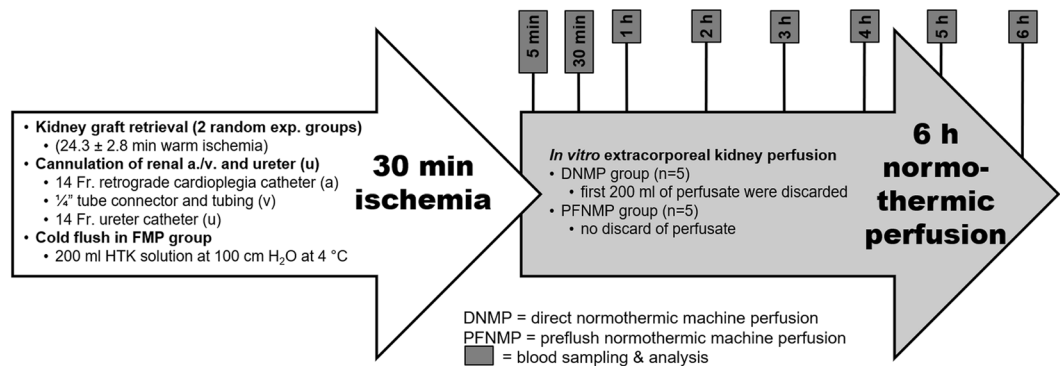 5 min
30 min
1 h
2 h
3 h
4 h
5 h
6 h
• Kidney graft retrieval (2 random exp. groups)
• (24.3 ± 2.8 min warm ischemia)
• Cannulation of renal a./v. and ureter (u)
• 14 Fr. retrograde cardioplegia catheter (a)
• ¼” tube connector and tubing (v)
• 14 Fr. ureter catheter (u)
• Cold flush in FMP group
• 200 ml HTK solution at 100 cm H₂O at 4 °C
30 min
ischemia
In vitro extracorporeal kidney perfusion
• DNMP group (n=5)
• first 200 ml of perfusate were discarded
• PFNMP group (n=5)
• no discard of perfusate
6 h
normo-
thermic
perfusion
DNMP = direct normothermic machine perfusion
PFNMP = preflush normothermic machine perfusion
= blood sampling & analysis